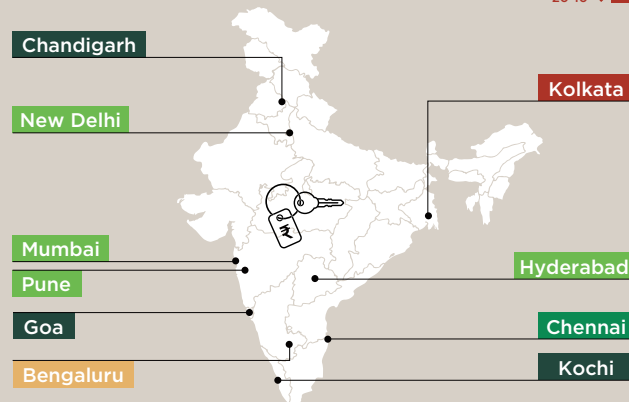 Chandigarh
Kolkata
New Delhi
Mumbai
Hyderabad
Pune
Goa
Chennai
Kochi
Bengaluru
₹